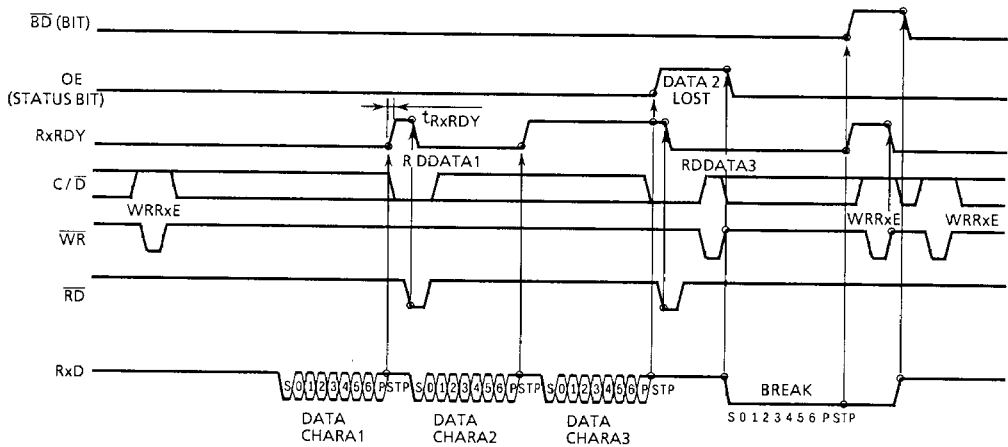 BD (BIT)
OE
(STATUS BIT)
DATA 2
LOST
tRxRDY
RxRDY
RDDATA1
RDDATA3
C/D
WRRxE
WRRxE
WRRxE
WR
RD
RxD
S 0 1 2 3 4 5 6 P STP
S 0 1 2 3 4 5 6 P STP
S 0 1 2 3 4 5 6 P STP
BREAK
S 0 1 2 3 4 5 6 P STP
DATA
CHARA1
DATA
CHARA2
DATA
CHARA3